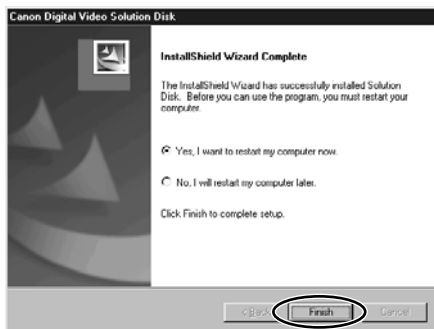 Canon Digital Video Solution Disk
InstallShield Wizard Complete
The InstallShield Wizard has successfully installed Solution
Disk. Before you can use the program, you must restart your
computer.
Yes, I want to restart my computer now.
No, I will restart my computer later.
Click Finish to complete setup.
< Back Finish Cancel